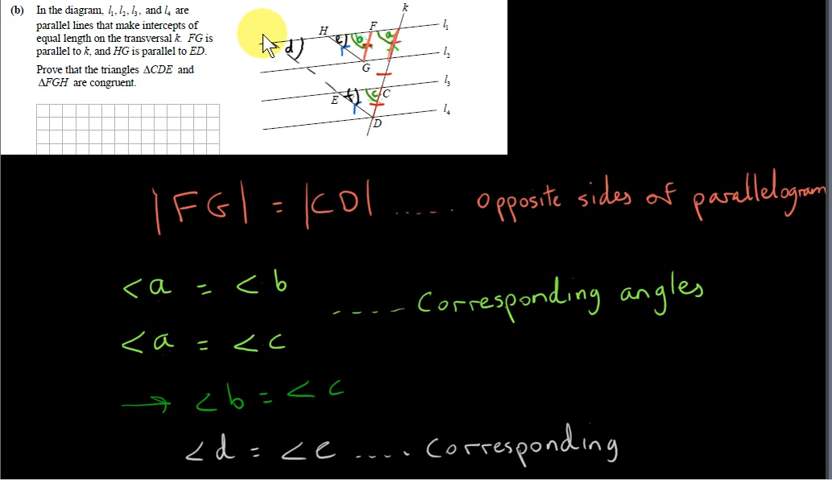 (b) In the diagram, l₁, l₂, l₃, and l₄ are
parallel lines that make intercepts of
equal length on the transversal k. FG is
parallel to k, and HG is parallel to ED.
Prove that the triangles ΔCDE and
ΔFGH are congruent.
k
H
F
l₁
d
e
b
a
l₂
G
l₃
E
f
c
C
l₄
D
|FG| = |CD| ..... Opposite sides of parallelogram
<a = <b
.... Corresponding angles
<a = <c
→ <b = <c
<d = <e .... Corresponding